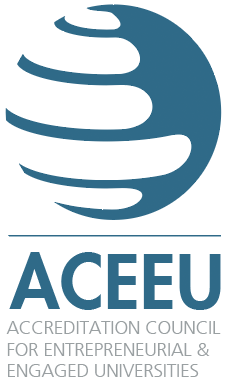 ACEEU
ACCREDITATION COUNCIL
FOR ENTREPRENEURIAL &
ENGAGED UNIVERSITIES